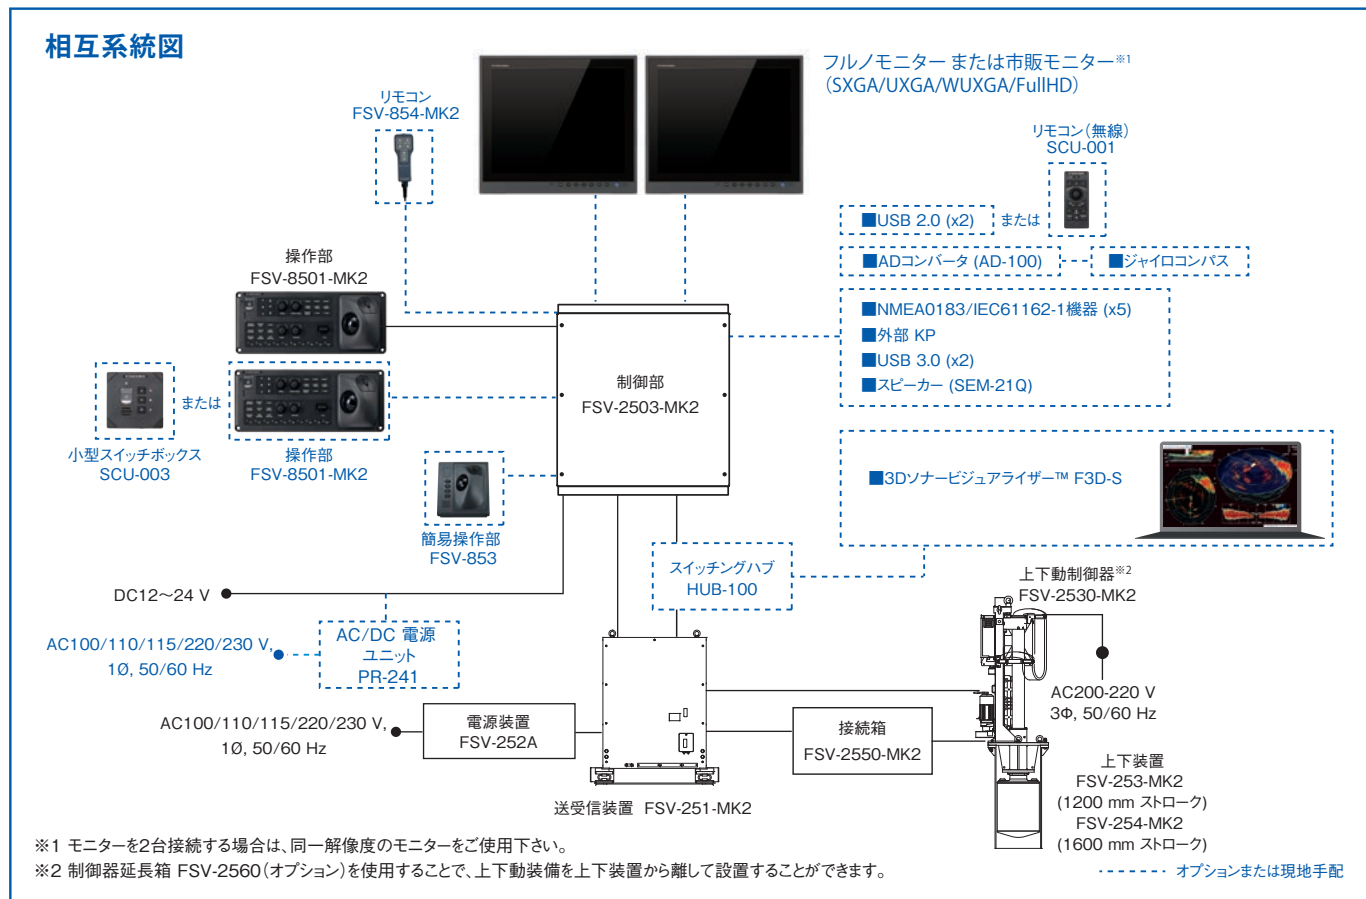 相互系統図
フルノモニター または市販モニター※1
（SXGA/UXGA/WUXGA/FullHD）
リモコン
FSV-854-MK2
リモコン（無線）
SCU-001
■USB 2.0 (x2)
または
■ADコンバータ (AD-100)
■ジャイロコンパス
操作部
FSV-8501-MK2
■NMEA0183/IEC61162-1機器 (x5)
■外部 KP
■USB 3.0 (x2)
■スピーカー (SEM-21Q)
制御部
FSV-2503-MK2
または
小型スイッチボックス
SCU-003
操作部
FSV-8501-MK2
■3Dソナービジュアライザー™ F3D-S
簡易操作部
FSV-853
スイッチングハブ
HUB-100
上下動制御器※2
FSV-2530-MK2
DC12～24 V
AC100/110/115/220/230 V,
1Ø, 50/60 Hz
AC/DC 電源
ユニット
PR-241
AC200-220 V
3Φ, 50/60 Hz
AC100/110/115/220/230 V,
1Ø, 50/60 Hz
電源装置
FSV-252A
接続箱
FSV-2550-MK2
送受信装置 FSV-251-MK2
上下装置
FSV-253-MK2
(1200 mm ストローク)
FSV-254-MK2
(1600 mm ストローク)
※1 モニターを2台接続する場合は、同一解像度のモニターをご使用下さい。
※2 制御器延長箱 FSV-2560（オプション）を使用することで、上下動装備を上下装置から離して設置することができます。
オプションまたは現地手配